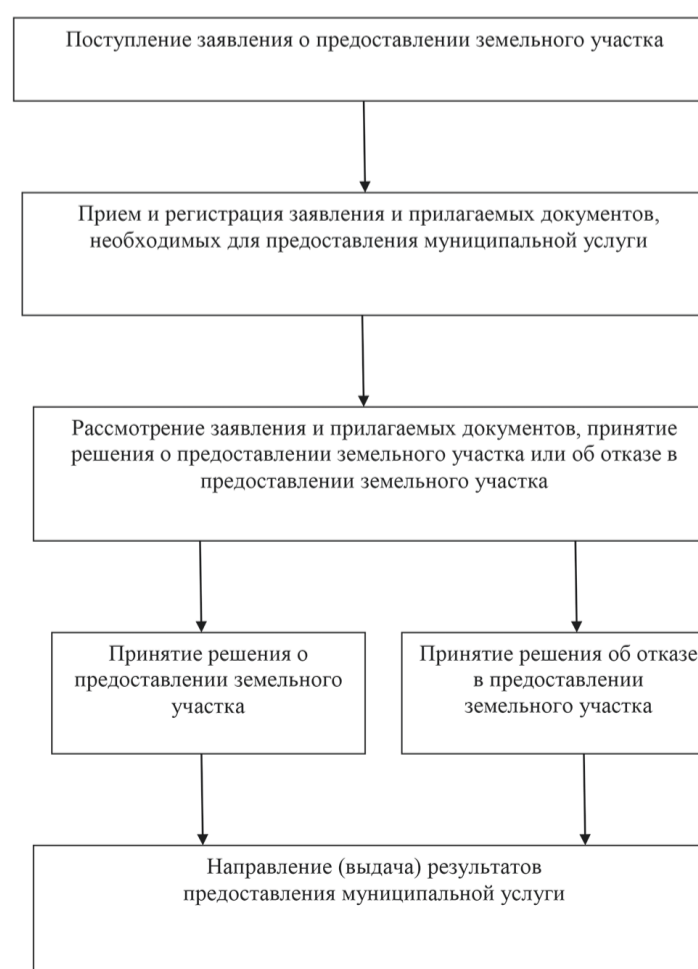 Поступление заявления о предоставлении земельного участка
Прием и регистрация заявления и прилагаемых документов,
необходимых для предоставления муниципальной услуги
Рассмотрение заявления и прилагаемых документов, принятие
решения о предоставлении земельного участка или об отказе в
предоставлении земельного участка
Принятие решения о
предоставлении земельного
участка
Принятие решения об отказе
в предоставлении
земельного участка
Направление (выдача) результатов
предоставления муниципальной услуги